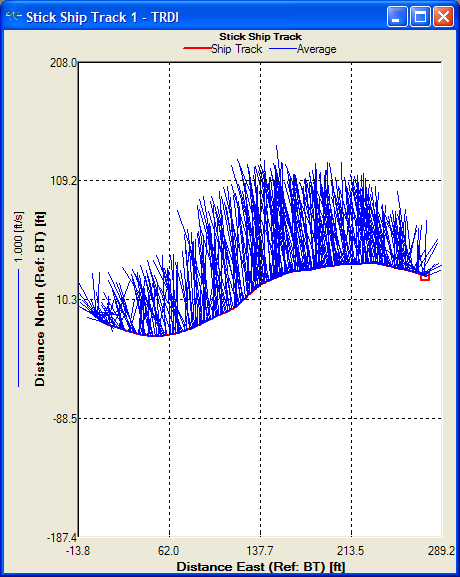 Stick Ship Track 1 - TRDI
Stick Ship Track
Ship Track Average
208.0
109.2
10.3
-88.5
-187.4
1.000 [ft/s]
Distance North (Ref: BT) [ft]
-13.8 62.0 137.7 213.5 289.2
Distance East (Ref: BT) [ft]